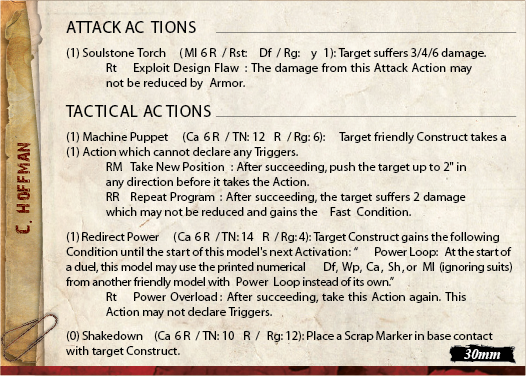 ATTACK AC TIONS
(1) Soulstone Torch (Ml 6 R / Rst: Df / Rg: y 1): Target suffers 3/4/6 damage.
Rt Exploit Design Flaw : The damage from this Attack Action may
not be reduced by Armor.
TACTICAL AC TIONS
(1) Machine Puppet (Ca 6 R / TN: 12 R / Rg: 6): Target friendly Construct takes a
(1) Action which cannot declare any Triggers.
RM Take New Position : After succeeding, push the target up to 2" in
any direction before it takes the Action.
RR Repeat Program : After succeeding, the target suffers 2 damage
which may not be reduced and gains the Fast Condition.
(1) Redirect Power (Ca 6 R / TN: 14 R / Rg: 4): Target Construct gains the following
Condition until the start of this model's next Activation: " Power Loop: At the start of
a duel, this model may use the printed numerical Df, Wp, Ca , Sh, or Ml (ignoring suits)
from another friendly model with Power Loop instead of its own."
Rt Power Overload : After succeeding, take this Action again. This
Action may not declare Triggers.
(0) Shakedown (Ca 6 R / TN: 10 R / Rg: 12): Place a Scrap Marker in base contact
with target Construct.
C. HOFFMAN
30mm